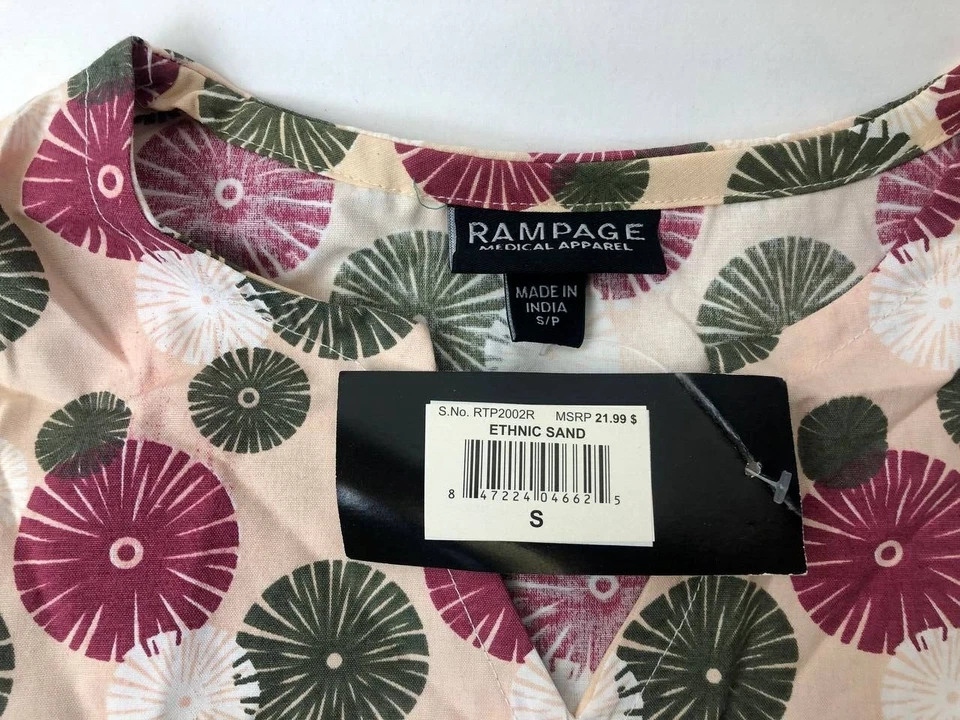 RAMPAGE
MEDICAL APPAREL
MADE IN
INDIA
S/P
S.No. RTP2002R MSRP 21.99 $
ETHNIC SAND
8 47224 04662 5
S